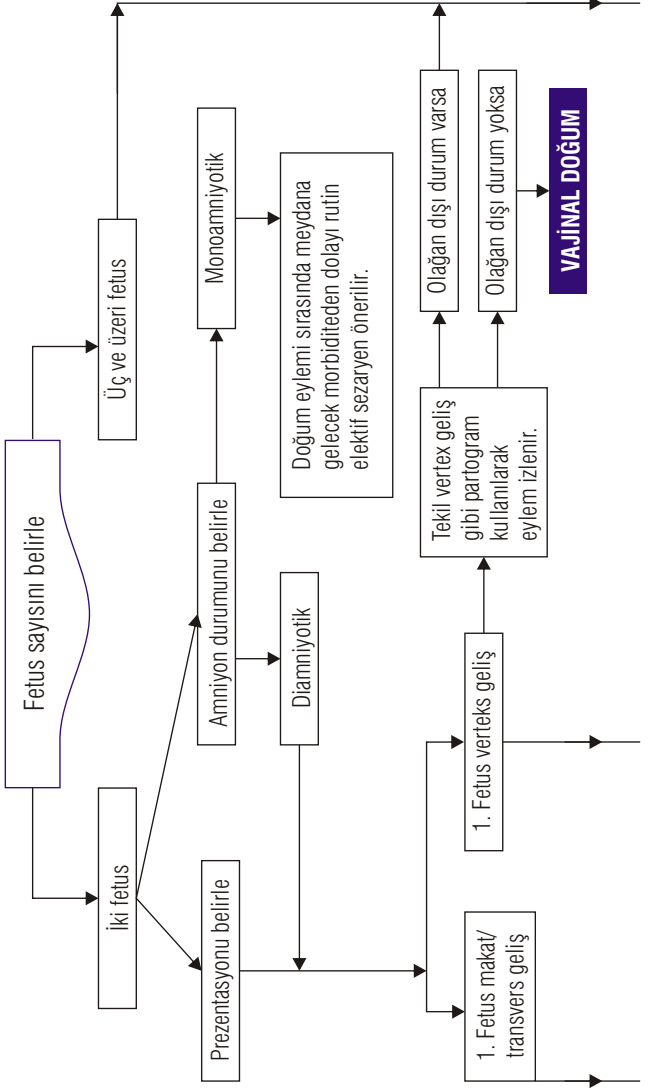 Fetus sayısını belirle
İki fetus
Üç ve üzeri fetus
Prezentasyonu belirle
Amniyon durumunu belirle
Monoamniyotik
Diamniyotik
Doğum eylemi sırasında meydana
gelecek morbiditeden dolayı rutin
elektif sezaryen önerilir.
1. Fetus makat/
transvers geliş
1. Fetus verteks geliş
Tekil vertex geliş
gibi partogram
kullanılarak
eylem izlenir.
Olağan dışı durum varsa
Olağan dışı durum yoksa
VAJİNAL DOĞUM